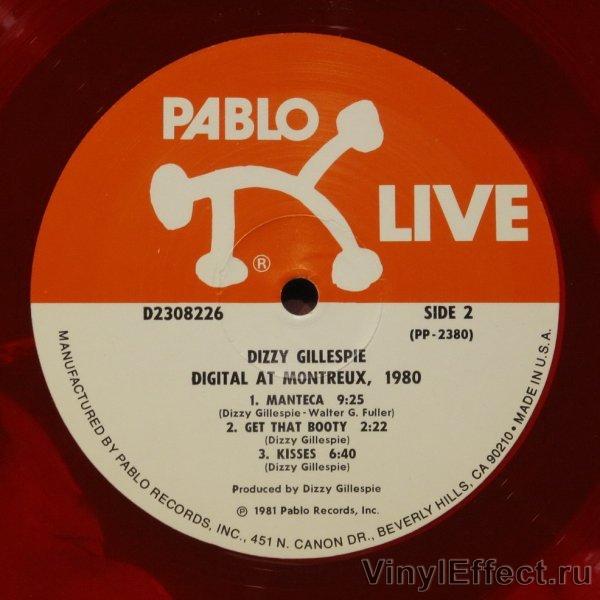 PABLO
LIVE
®
D2308226
SIDE 2
(PP-2380)
DIZZY GILLESPIE
DIGITAL AT MONTREUX, 1980
1. MANTECA 9:25
(Dizzy Gillespie - Walter G. Fuller)
2. GET THAT BOOTY 2:22
(Dizzy Gillespie)
3. KISSES 6:40
(Dizzy Gillespie)
Produced by Dizzy Gillespie
℗ 1981 Pablo Records, Inc.
MANUFACTURED BY PABLO RECORDS, INC., 451 N. CANON DR., BEVERLY HILLS, CA 90210 • MADE IN U.S.A.
VinylEffect.ru